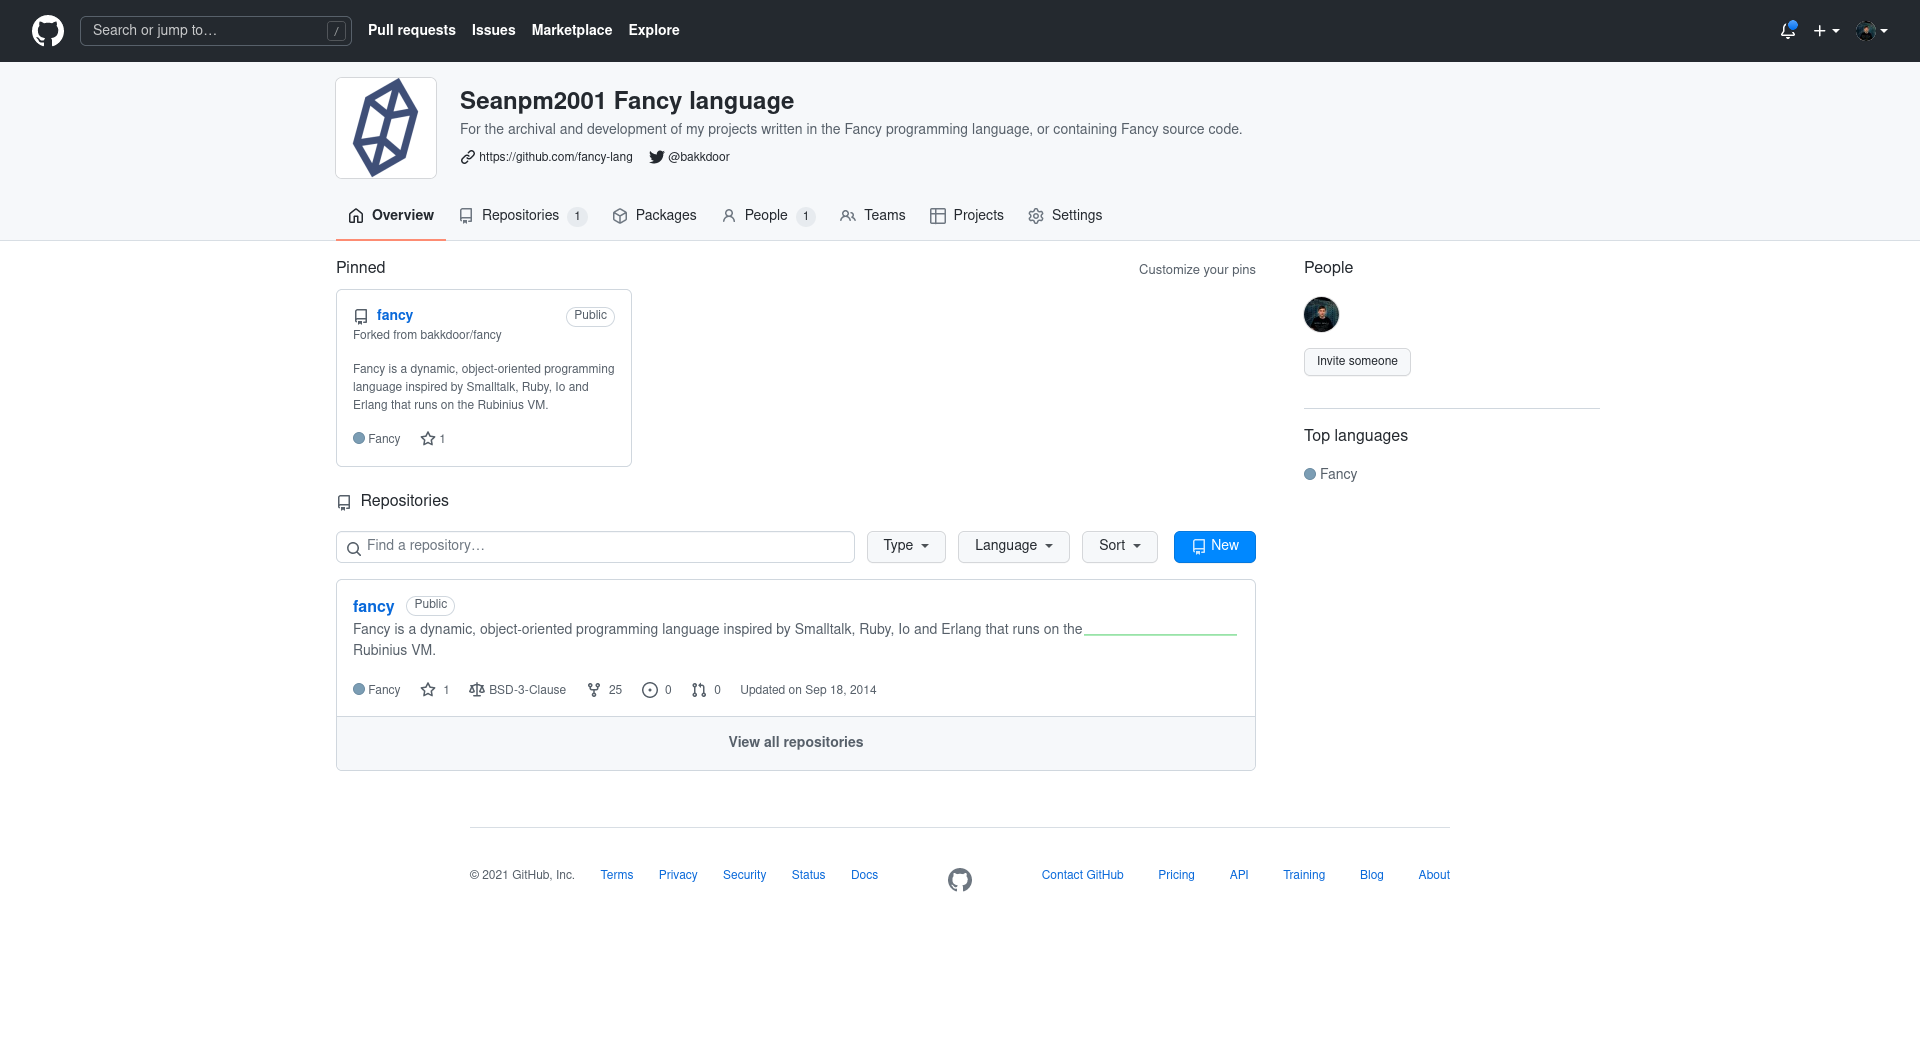 Search or jump to… /
Pull requests Issues Marketplace Explore
Seanpm2001 Fancy language
For the archival and development of my projects written in the Fancy programming language, or containing Fancy source code.
https://github.com/fancy-lang @bakkdoor
Overview Repositories 1 Packages People 1 Teams Projects Settings
Pinned Customize your pins
fancy Public
Forked from bakkdoor/fancy
Fancy is a dynamic, object-oriented programming
language inspired by Smalltalk, Ruby, Io and
Erlang that runs on the Rubinius VM.
Fancy 1
Repositories
Find a repository… Type Language Sort New
fancy Public
Fancy is a dynamic, object-oriented programming language inspired by Smalltalk, Ruby, Io and Erlang that runs on the
Rubinius VM.
Fancy 1 BSD-3-Clause 25 0 0 Updated on Sep 18, 2014
View all repositories
People
Invite someone
Top languages
Fancy
© 2021 GitHub, Inc. Terms Privacy Security Status Docs Contact GitHub Pricing API Training Blog About